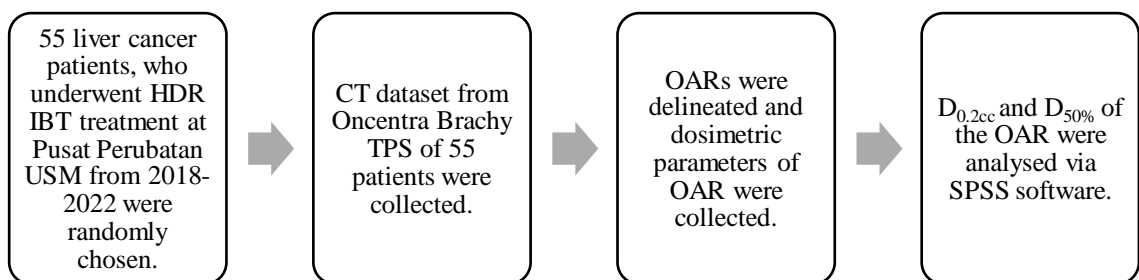 55 liver cancer
patients, who
underwent HDR
IBT treatment at
Pusat Perubatan
USM from 2018-
2022 were
randomly
chosen.
CT dataset from
Oncentra Brachy
TPS of 55
patients were
collected.
OARs were
delineated and
dosimetric
parameters of
OAR were
collected.
D0.2cc and D50% of
the OAR were
analysed via
SPSS software.